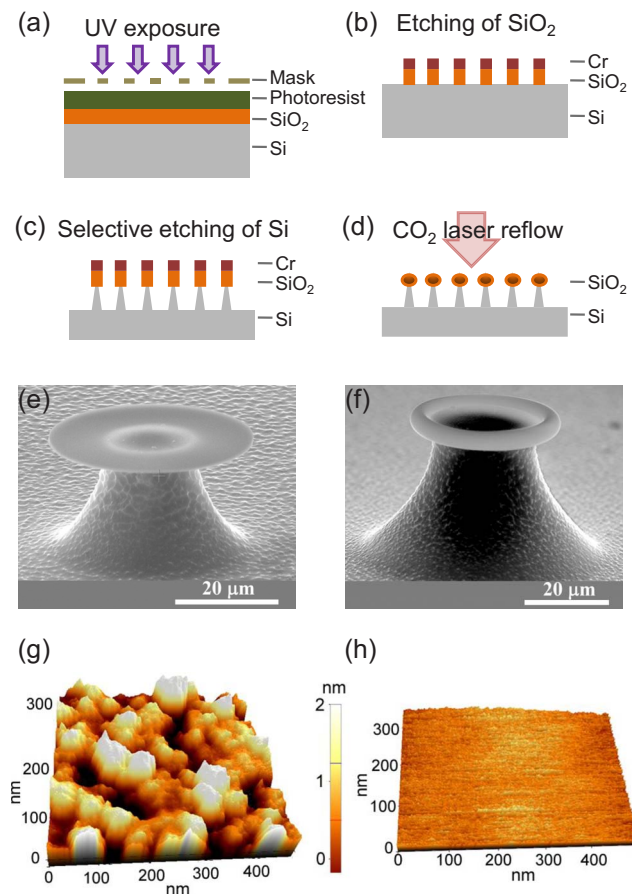 (a)
UV exposure
Mask
Photoresist
SiO₂
Si
(b)
Etching of SiO₂
Cr
SiO₂
Si
(c)
Selective etching of Si
Cr
SiO₂
Si
(d)
CO₂ laser reflow
SiO₂
Si
(e)
20 µm
(f)
20 µm
(g)
300
200
100
0
nm
0
100
200
300
400
nm
nm
2
1
0
(h)
300
200
100
0
nm
0
100
200
300
400
nm